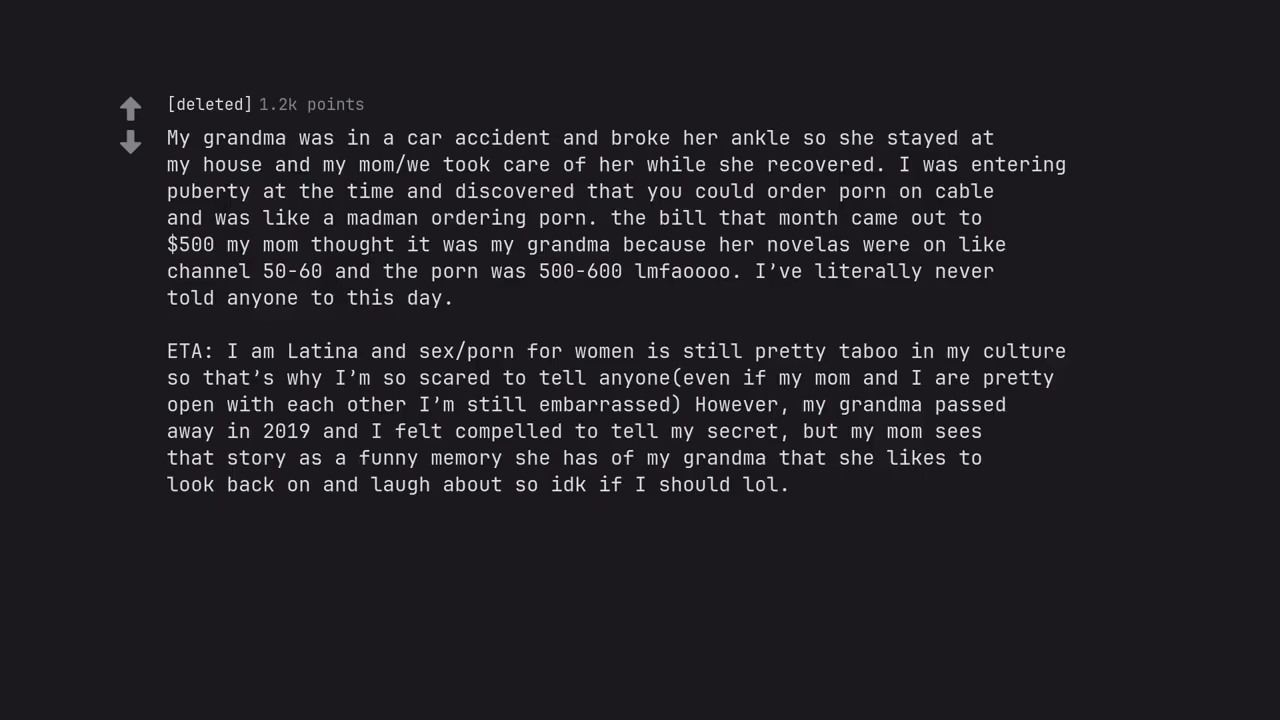 [deleted] 1.2k points
My grandma was in a car accident and broke her ankle so she stayed at
my house and my mom/we took care of her while she recovered. I was entering
puberty at the time and discovered that you could order porn on cable
and was like a madman ordering porn. the bill that month came out to
$500 my mom thought it was my grandma because her novelas were on like
channel 50-60 and the porn was 500-600 lmfaoooo. I’ve literally never
told anyone to this day.

ETA: I am Latina and sex/porn for women is still pretty taboo in my culture
so that’s why I’m so scared to tell anyone(even if my mom and I are pretty
open with each other I’m still embarrassed) However, my grandma passed
away in 2019 and I felt compelled to tell my secret, but my mom sees
that story as a funny memory she has of my grandma that she likes to
look back on and laugh about so idk if I should lol.